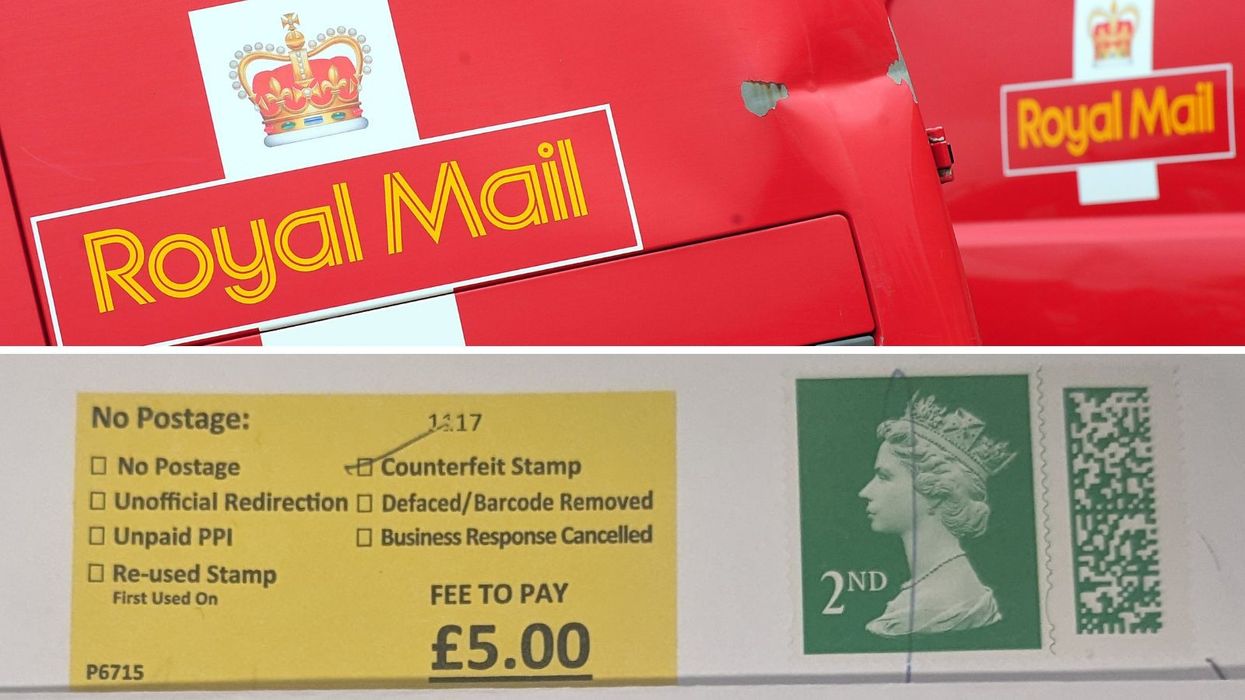 Royal Mail
Royal Mail
No Postage:
1117
☐ No Postage
☐ Counterfeit Stamp
☐ Unofficial Redirection
☐ Defaced/Barcode Removed
☐ Unpaid PPI
☐ Business Response Cancelled
☐ Re-used Stamp
First Used On
FEE TO PAY
£5.00
P6715
2ND